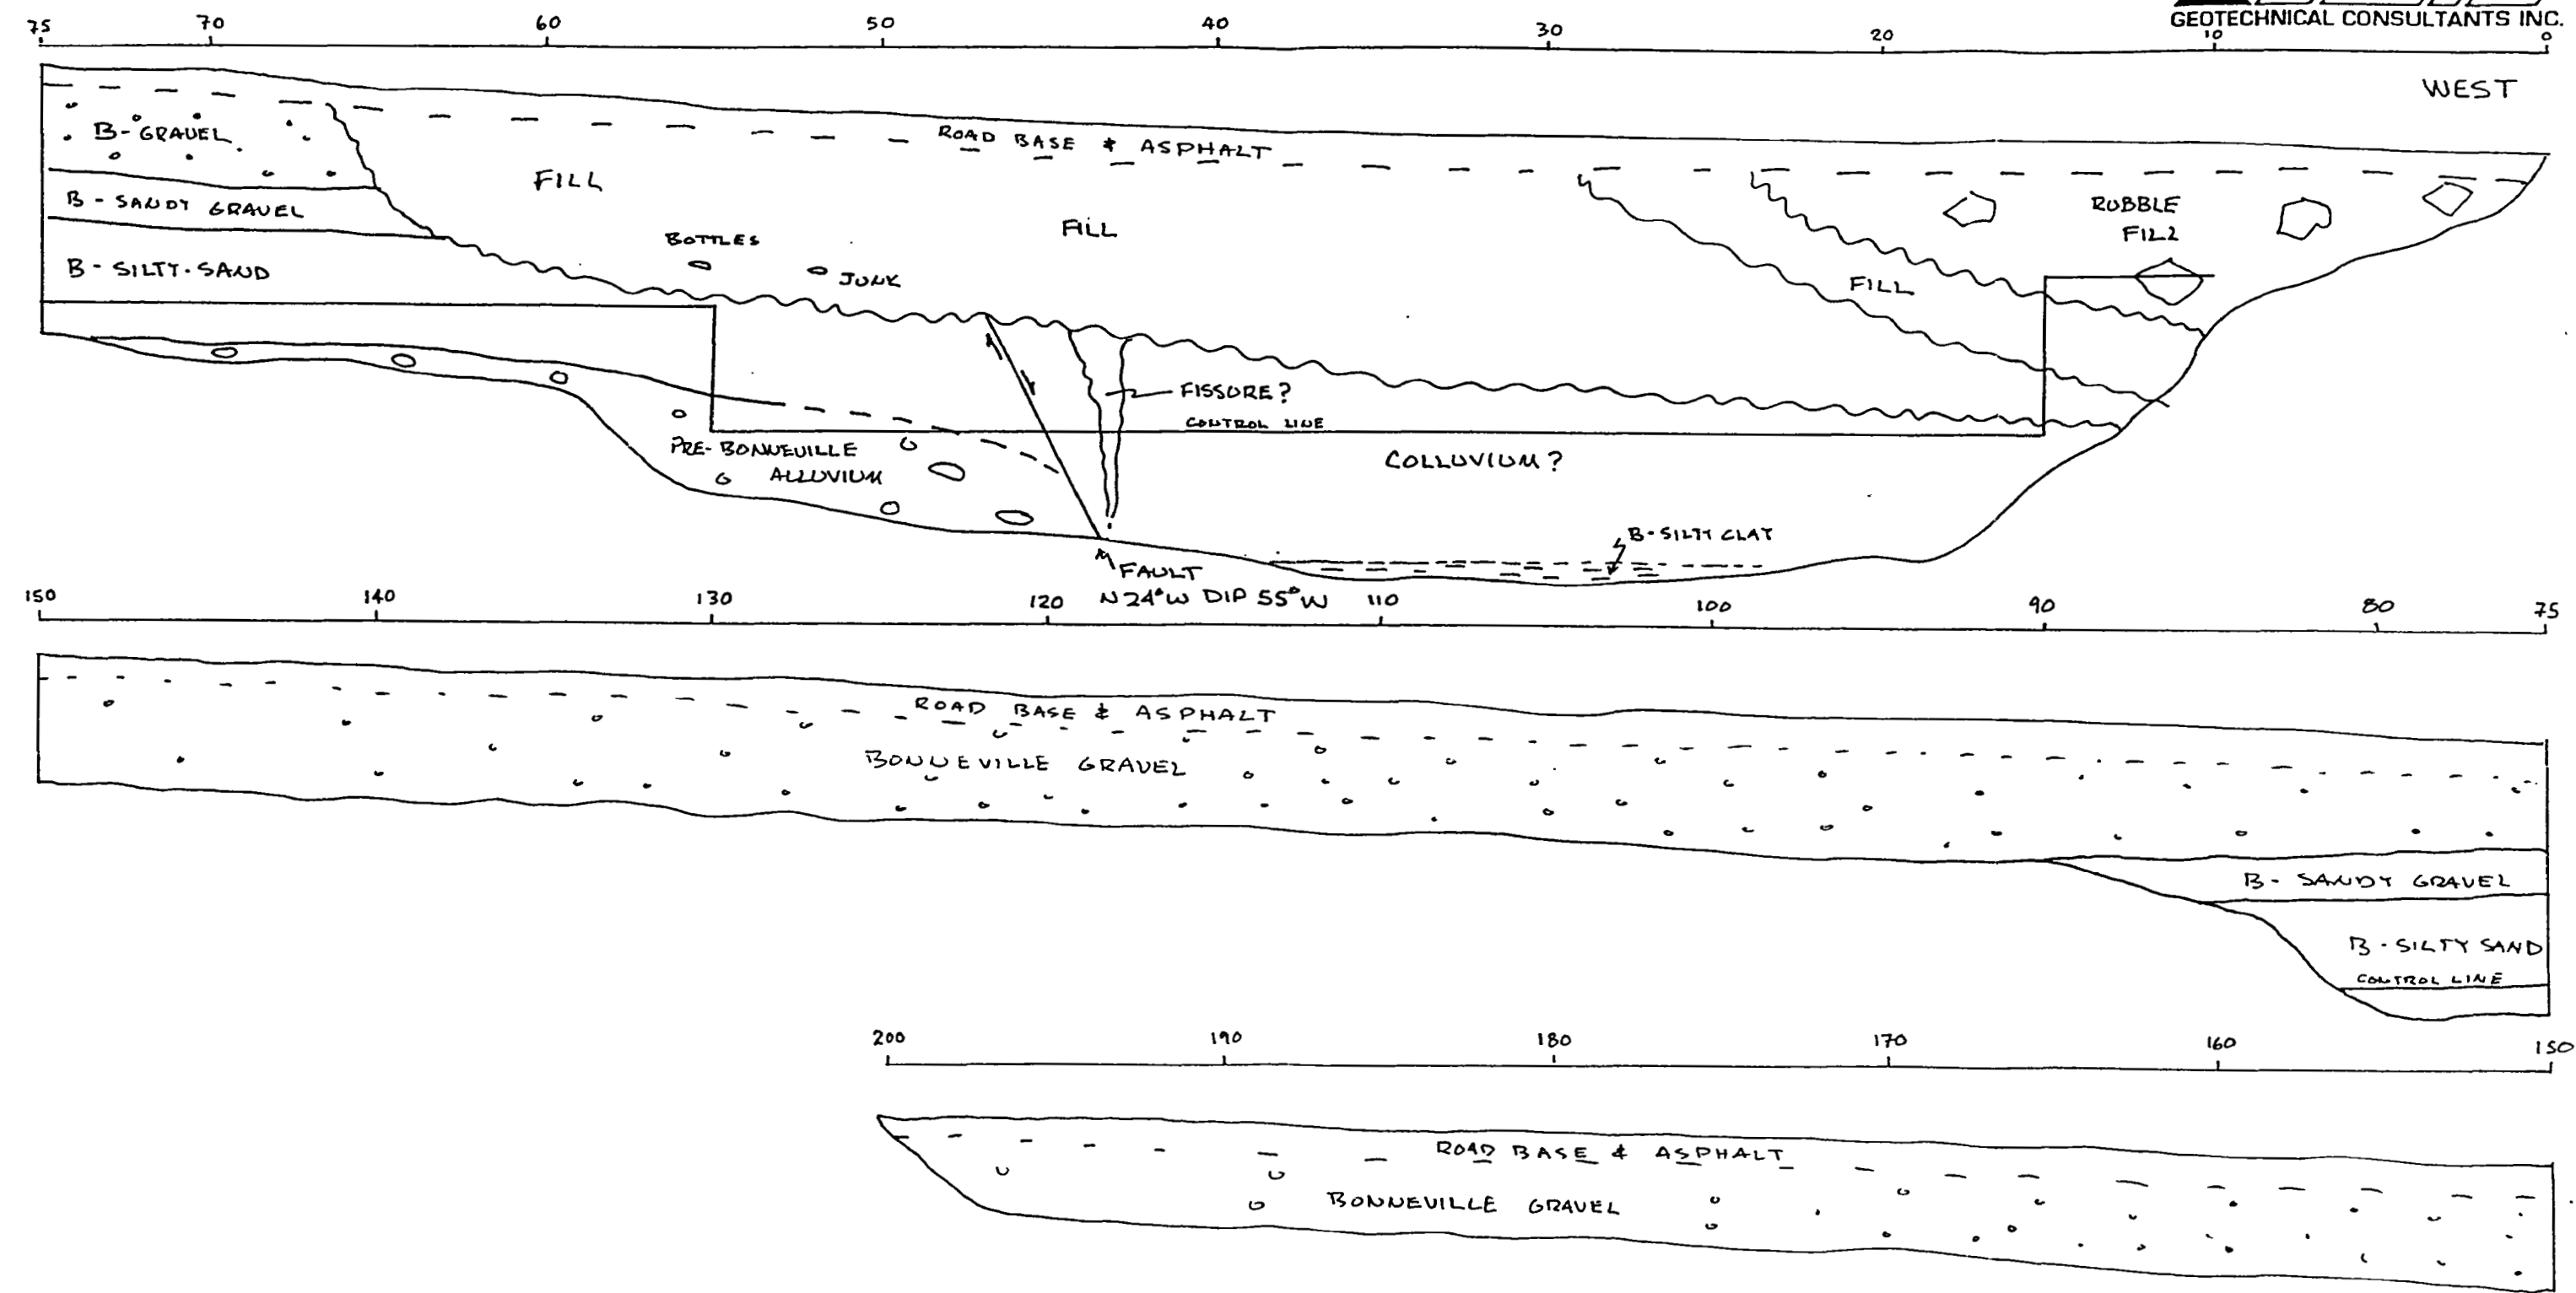 GEOTECHNICAL CONSULTANTS INC.
75 70 60 50 40 30 20 10 0
WEST
ROAD BASE & ASPHALT
B-GRAVEL
FILL
B - SANDY GRAVEL
RUBBLE
FILL
FILL
BOTTLES
B - SILTY-SAND
JUNK
FILL
FISSURE?
CONTROL LINE
PRE-BONNEVILLE
ALLUVIUM
COLLUVIUM?
B-SILTY CLAY
FAULT
N24°W DIP 55°W
150 140 130 120 110 100 90 80 75
ROAD BASE & ASPHALT
BONNEVILLE GRAVEL
B - SANDY GRAVEL
B - SILTY SAND
CONTROL LINE
200 190 180 170 160 150
ROAD BASE & ASPHALT
BONNEVILLE GRAVEL